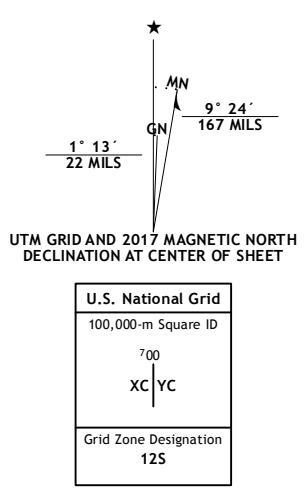 ★
MN
9° 24´
167 MILS
GN
1° 13´
22 MILS
UTM GRID AND 2017 MAGNETIC NORTH
DECLINATION AT CENTER OF SHEET
U.S. National Grid
100,000-m Square ID
⁷00
XC YC
Grid Zone Designation
12S